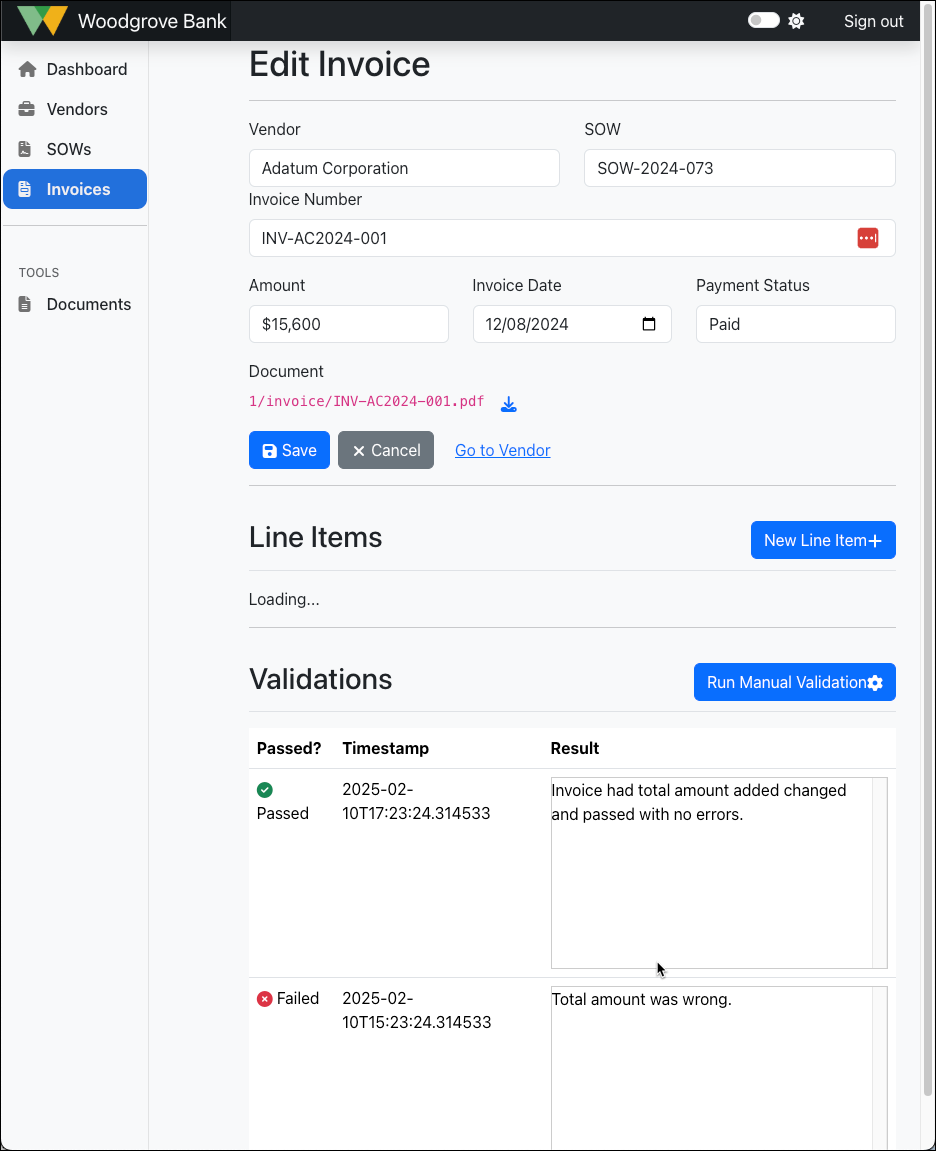 Woodgrove Bank
Sign out
Dashboard
Vendors
SOWs
Invoices
TOOLS
Documents
Edit Invoice
Vendor
SOW
Adatum Corporation
SOW-2024-073
Invoice Number
INV-AC2024-001
Amount
Invoice Date
Payment Status
$15,600
12/08/2024
Paid
Document
1/invoice/INV-AC2024-001.pdf
Save
Cancel
Go to Vendor
Line Items
New Line Item
Loading...
Validations
Run Manual Validation
Passed? Timestamp Result
Passed
2025-02-
10T17:23:24.314533
Invoice had total amount added changed
and passed with no errors.
Failed
2025-02-
10T15:23:24.314533
Total amount was wrong.